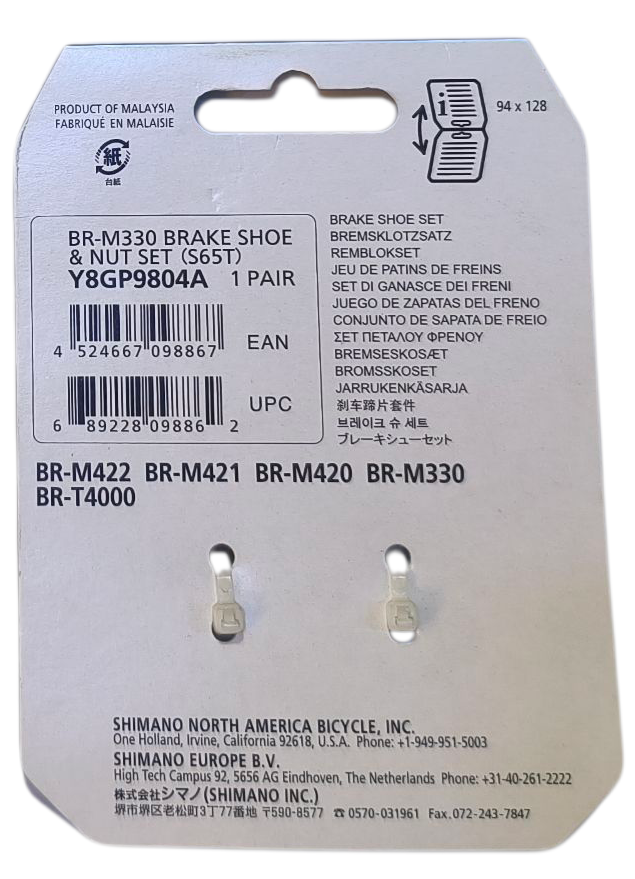 PRODUCT OF MALAYSIA
FABRIQUÉ EN MALAISIE
紙
台紙
i
94 x 128
BR-M330 BRAKE SHOE
& NUT SET (S65T)
Y8GP9804A 1 PAIR
4 524667 098867
EAN
6 89228 09886 2
UPC
BRAKE SHOE SET
BREMSKLOTZSATZ
REMBLOKSET
JEU DE PATINS DE FREINS
SET DI GANASCE DEI FRENI
JUEGO DE ZAPATAS DEL FRENO
CONJUNTO DE SAPATA DE FREIO
ΣΕΤ ΠΕΤΑΛΟΥ ΦΡΕΝΟΥ
BREMSESKOSÆT
BROMSSKOSET
JARRUKENKÄSARJA
刹车蹄片套件
브레이크 슈 세트
ブレーキシューセット
BR-M422 BR-M421 BR-M420 BR-M330
BR-T4000
SHIMANO NORTH AMERICA BICYCLE, INC.
One Holland, Irvine, California 92618, U.S.A. Phone: +1-949-951-5003
SHIMANO EUROPE B.V.
High Tech Campus 92, 5656 AG Eindhoven, The Netherlands Phone: +31-40-261-2222
株式会社シマノ(SHIMANO INC.)
堺市堺区老松町3丁77番地 〒590-8577 ☎0570-031961 Fax.072-243-7847